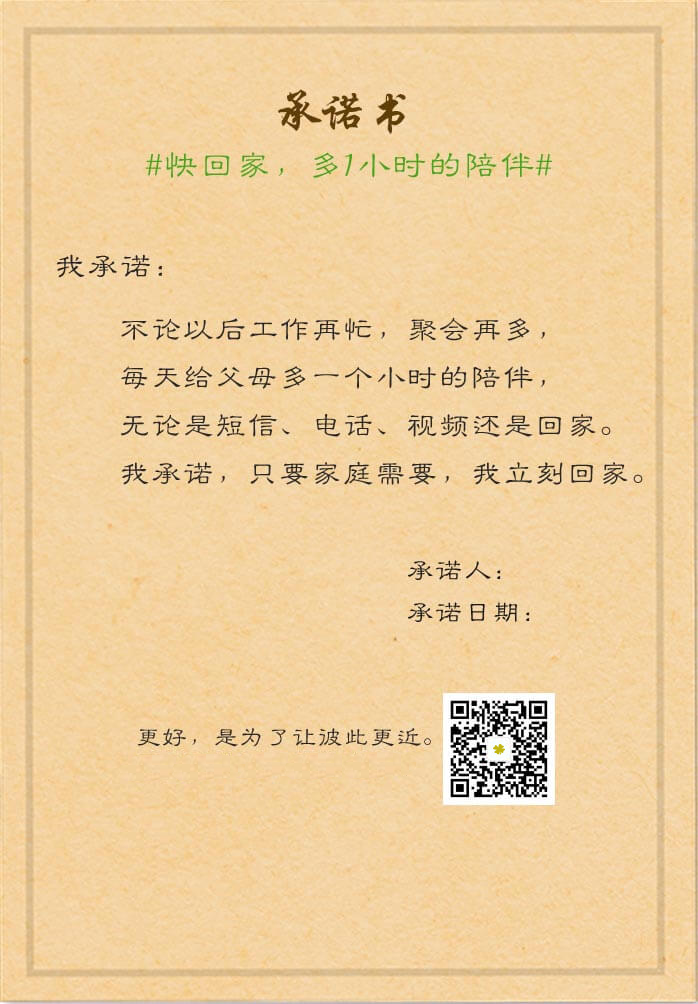 承诺书
#快回家，多1小时的陪伴#
我承诺：
不论以后工作再忙，聚会再多，
每天给父母多一个小时的陪伴，
无论是短信、电话、视频还是回家。
我承诺，只要家庭需要，我立刻回家。
承诺人：
承诺日期：
更好，是为了让彼此更近。